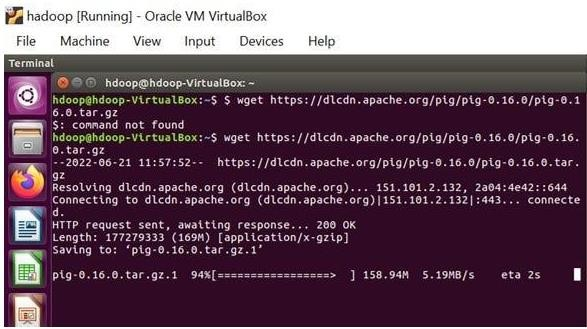 hadoop [Running] - Oracle VM VirtualBox
File Machine View Input Devices Help
Terminal
hdoop@hdoop-VirtualBox: ~
hdoop@hdoop-VirtualBox:~$ $ wget https://dlcdn.apache.org/pig/pig-0.16.0/pig-0.1
6.0.tar.gz
$: command not found
hdoop@hdoop-VirtualBox:~$ wget https://dlcdn.apache.org/pig/pig-0.16.0/pig-0.16.
0.tar.gz
--2022-06-21 11:57:52-- https://dlcdn.apache.org/pig/pig-0.16.0/pig-0.16.0.tar.
gz
Resolving dlcdn.apache.org (dlcdn.apache.org)... 151.101.2.132, 2a04:4e42::644
Connecting to dlcdn.apache.org (dlcdn.apache.org)|151.101.2.132|:443... connecte
d.
HTTP request sent, awaiting response... 200 OK
Length: 177279333 (169M) [application/x-gzip]
Saving to: ‘pig-0.16.0.tar.gz.1’
pig-0.16.0.tar.gz.1 94%[=================> ] 158.94M 5.19MB/s eta 2s